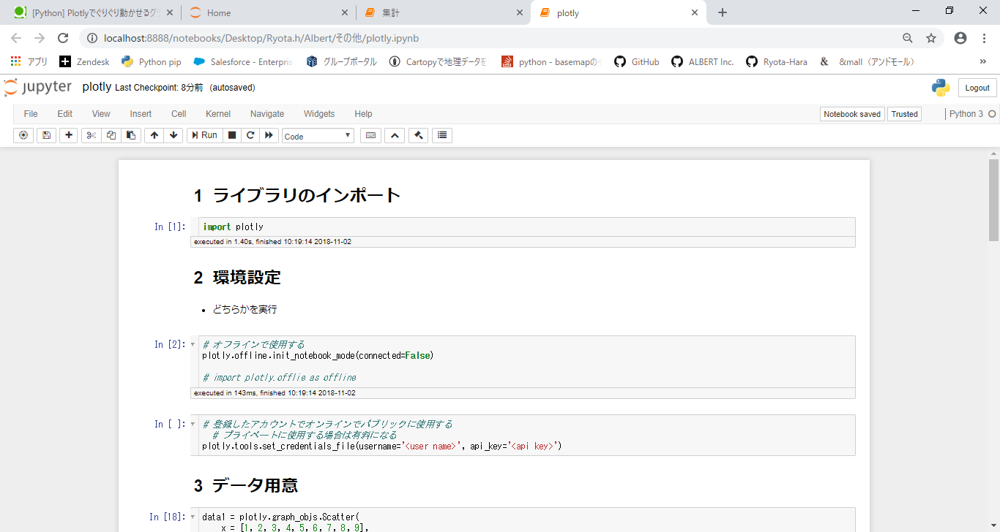 [Python] Plotlyでぐりぐり動かせるグラ
Home
集計
plotly
localhost:8888/notebooks/Desktop/Ryota.h/Albert/その他/plotly.ipynb
アプリ Zendesk Python pip Salesforce - Enterpris グループポータル Cartopyで地理データを python - basemapの GitHub ALBERT Inc. Ryota-Hara & &mall（アンドモール） »
jupyter plotly Last Checkpoint: 8分前 (autosaved) Logout
File Edit View Insert Cell Kernel Navigate Widgets Help Notebook saved Trusted Python 3
Run Code
1 ライブラリのインポート
In [1]: import plotly
executed in 1.40s, finished 10:19:14 2018-11-02
2 環境設定
• どちらかを実行
In [2]: # オフラインで使用する
plotly.offline.init_notebook_mode(connected=False)
# import plotly.offlie as offline
executed in 143ms, finished 10:19:14 2018-11-02
In [ ]: # 登録したアカウントでオンラインでパブリックに使用する
# プライベートに使用する場合は有料になる
plotly.tools.set_credentials_file(username='<user name>', api_key='<api key>')
3 データ用意
In [18]: data1 = plotly.graph_objs.Scatter(
x = [1, 2, 3, 4, 5, 6, 7, 8, 9],